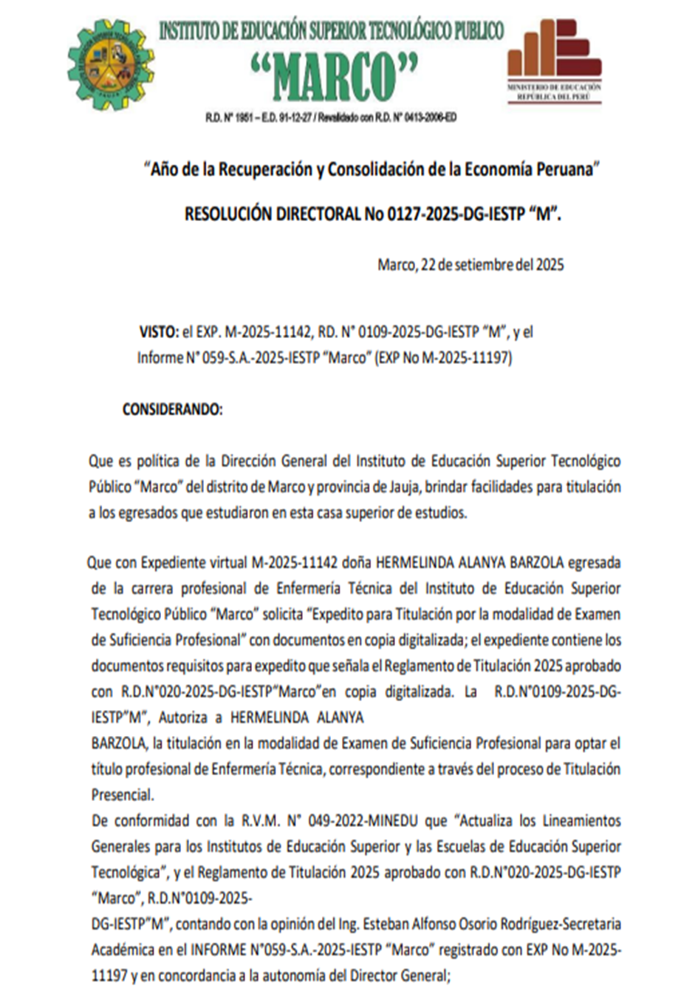 INSTITUTO DE EDUCACIÓN SUPERIOR TECNOLÓGICO PUBLICO
“MARCO”
MINISTERIO DE EDUCACIÓN
REPÚBLICA DEL PERÚ
R.D. N° 1951 – E.D. 91-12-27 / Revalidado con R.D. N° 0413-2006-ED
“Año de la Recuperación y Consolidación de la Economía Peruana”
RESOLUCIÓN DIRECTORAL No 0127-2025-DG-IESTP “M”.
Marco, 22 de setiembre del 2025
VISTO: el EXP. M-2025-11142, RD. N° 0109-2025-DG-IESTP “M”, y el
Informe N° 059-S.A.-2025-IESTP “Marco” (EXP No M-2025-11197)
CONSIDERANDO:
Que es política de la Dirección General del Instituto de Educación Superior Tecnológico
Público “Marco” del distrito de Marco y provincia de Jauja, brindar facilidades para titulación
a los egresados que estudiaron en esta casa superior de estudios.
Que con Expediente virtual M-2025-11142 doña HERMELINDA ALANYA BARZOLA egresada
de la carrera profesional de Enfermería Técnica del Instituto de Educación Superior
Tecnológico Público “Marco” solicita “Expedito para Titulación por la modalidad de Examen
de Suficiencia Profesional” con documentos en copia digitalizada; el expediente contiene los
documentos requisitos para expedito que señala el Reglamento de Titulación 2025 aprobado
con R.D.N°020-2025-DG-IESTP“Marco”en copia digitalizada. La R.D.N°0109-2025-DG-
IESTP”M”, Autoriza a HERMELINDA ALANYA
BARZOLA, la titulación en la modalidad de Examen de Suficiencia Profesional para optar el
título profesional de Enfermería Técnica, correspondiente a través del proceso de Titulación
Presencial.
De conformidad con la R.V.M. N° 049-2022-MINEDU que “Actualiza los Lineamientos
Generales para los Institutos de Educación Superior y las Escuelas de Educación Superior
Tecnológica”, y el Reglamento de Titulación 2025 aprobado con R.D.N°020-2025-DG-IESTP
“Marco”, R.D.N°0109-2025-
DG-IESTP”M”, contando con la opinión del Ing. Esteban Alfonso Osorio Rodríguez-Secretaria
Académica en el INFORME N°059-S.A.-2025-IESTP “Marco” registrado con EXP No M-2025-
11197 y en concordancia a la autonomía del Director General;